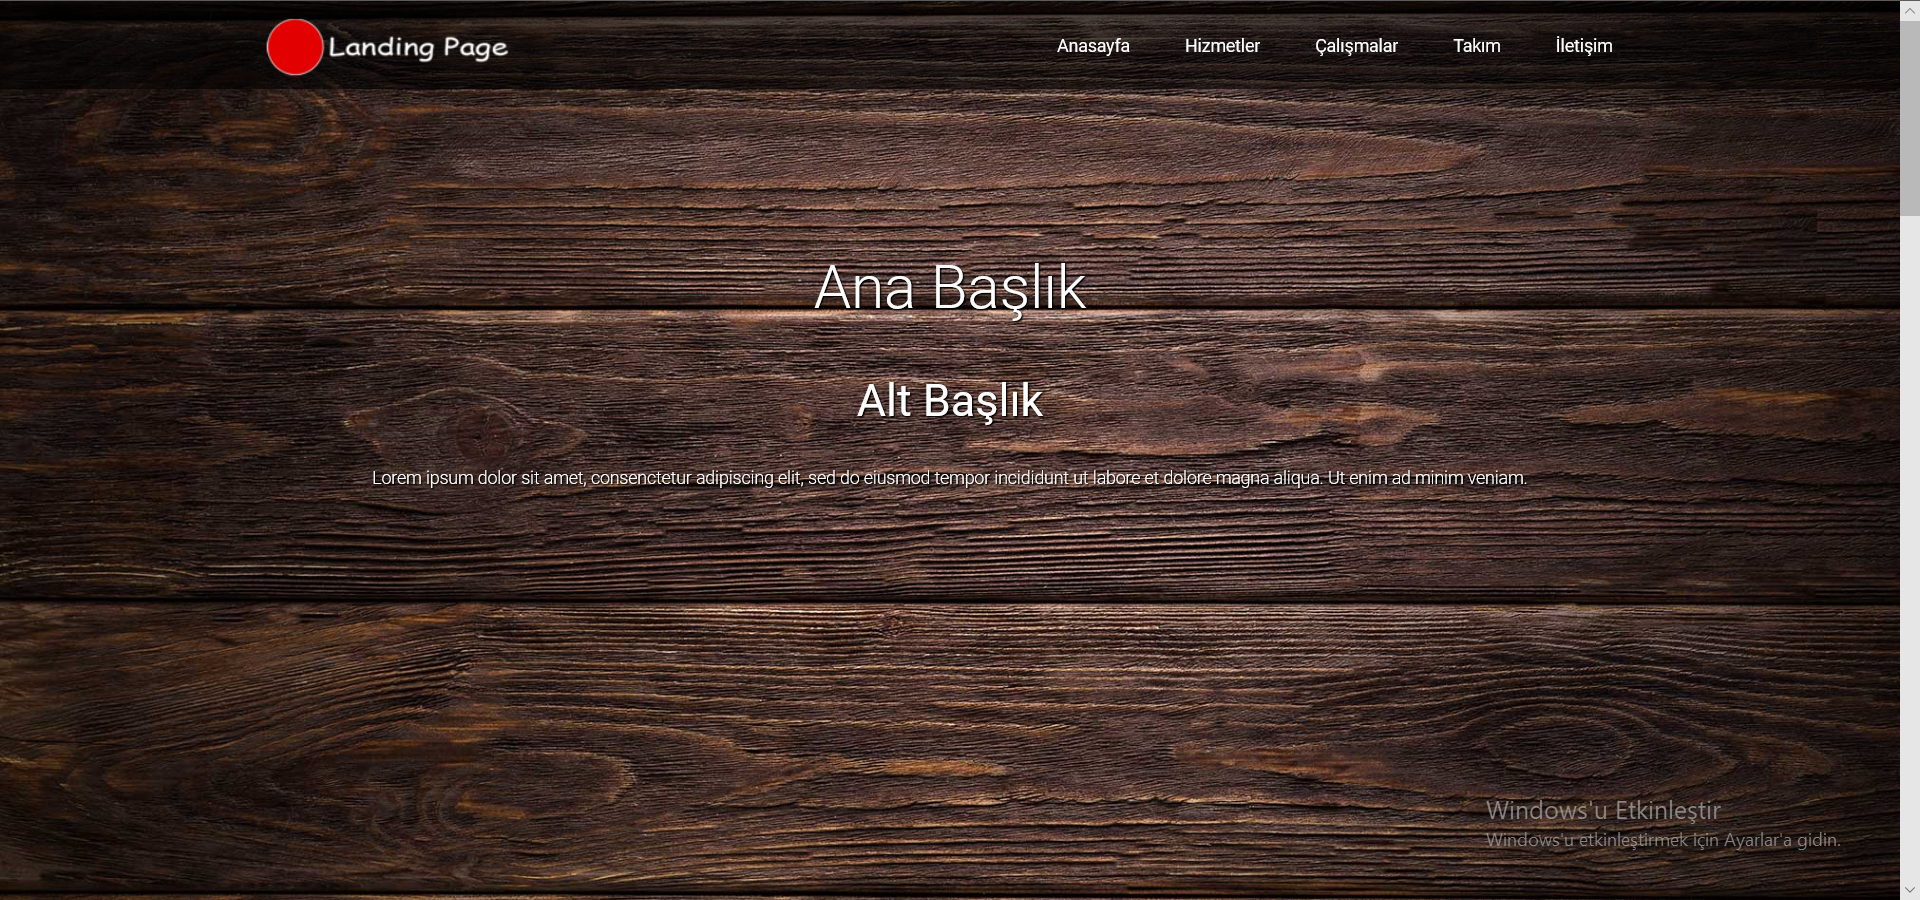 Landing Page
Anasayfa Hizmetler Çalışmalar Takım İletişim
Ana Başlık
Alt Başlık
Lorem ipsum dolor sit amet, consenctetur adipiscing elit, sed do eiusmod tempor incididunt ut labore et dolore magna aliqua. Ut enim ad minim veniam.
Windows'u Etkinleştir
Windows'u etkinleştirmek için Ayarlar'a gidin.